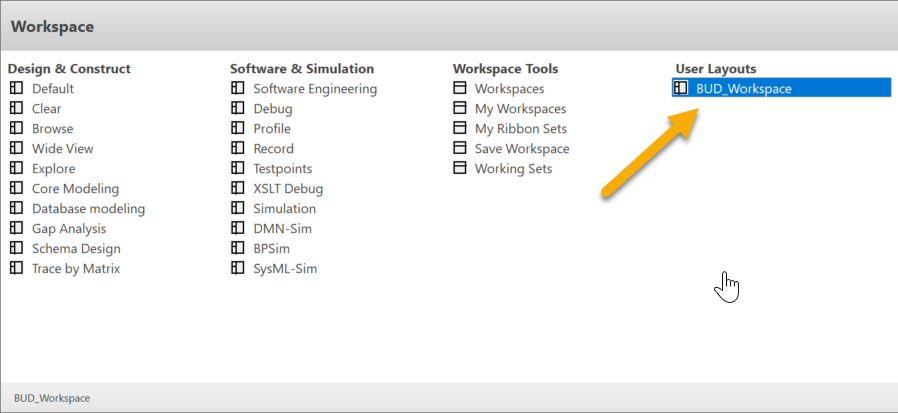 Workspace
Design & Construct
Default
Clear
Browse
Wide View
Explore
Core Modeling
Database modeling
Gap Analysis
Schema Design
Trace by Matrix
Software & Simulation
Software Engineering
Debug
Profile
Record
Testpoints
XSLT Debug
Simulation
DMN-Sim
BPSim
SysML-Sim
Workspace Tools
Workspaces
My Workspaces
My Ribbon Sets
Save Workspace
Working Sets
User Layouts
BUD_Workspace
BUD_Workspace